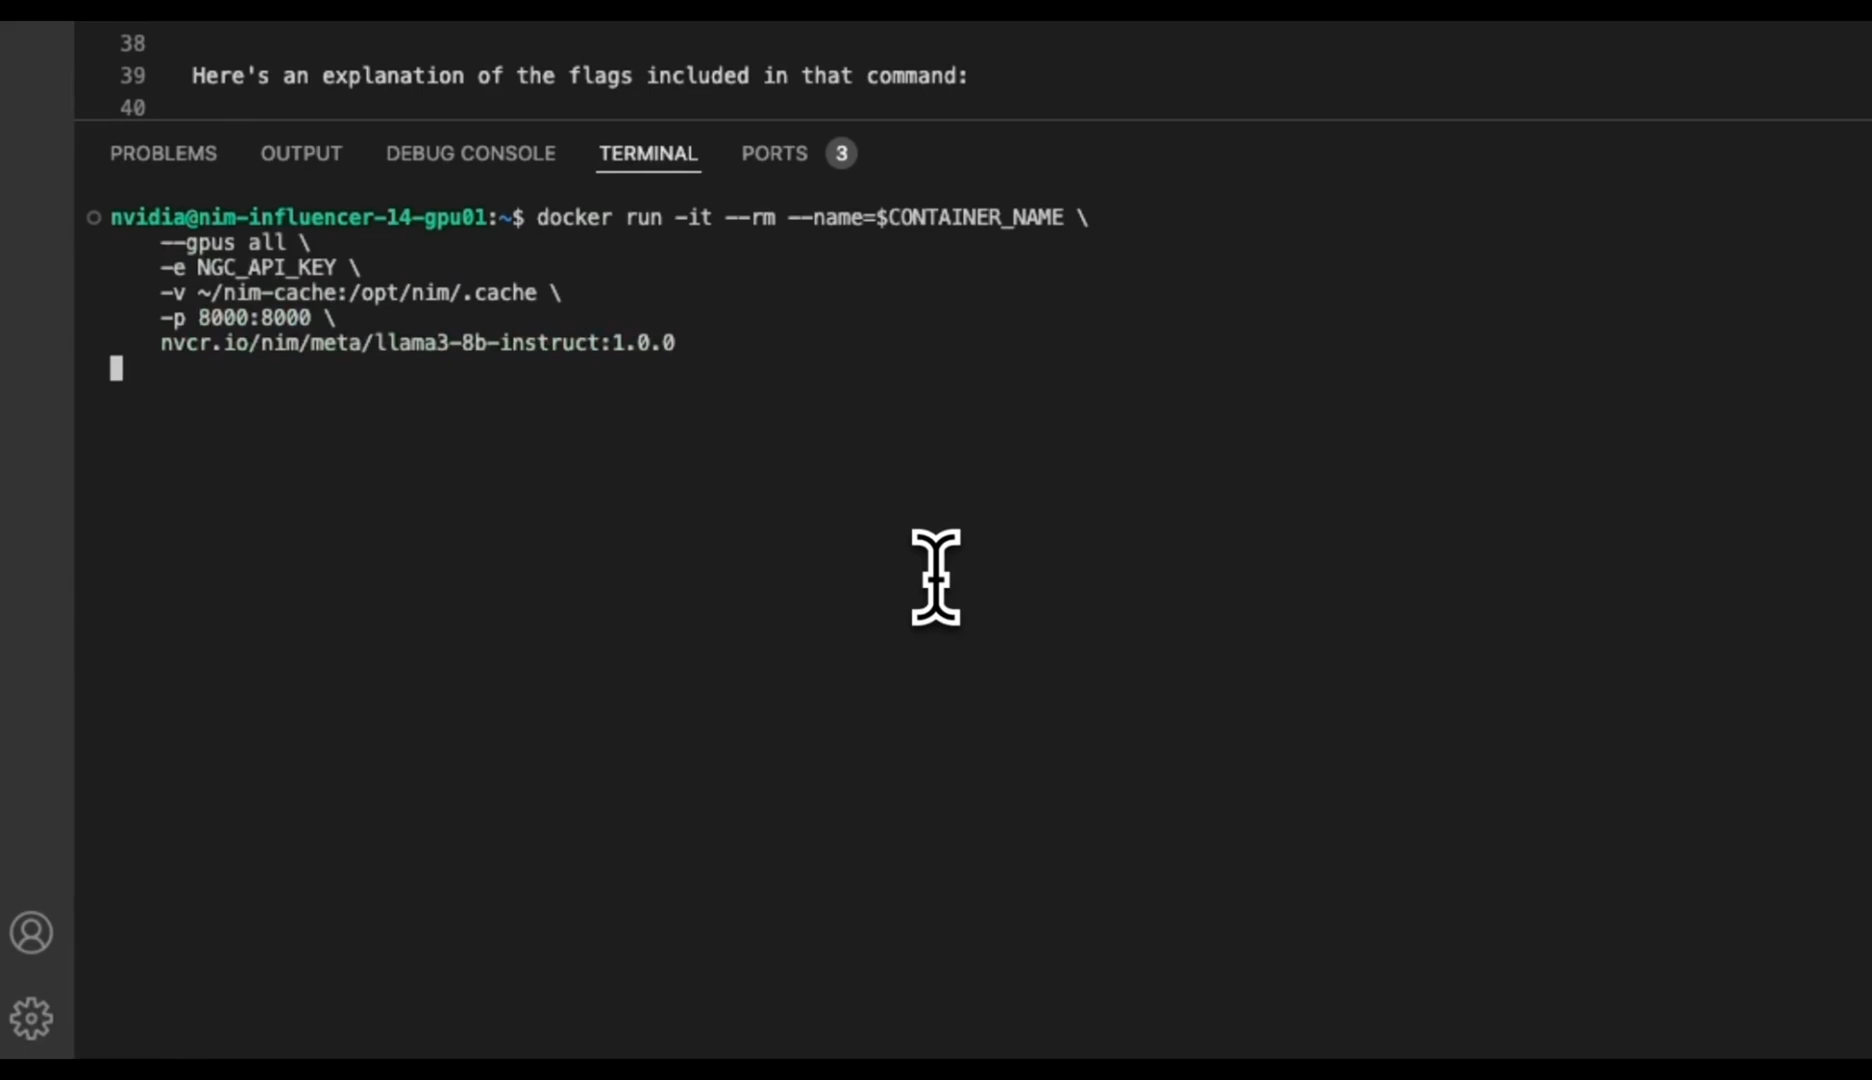 38
39 Here's an explanation of the flags included in that command:
40
PROBLEMS OUTPUT DEBUG CONSOLE TERMINAL PORTS 3
nvidia@nim-influencer-14-gpu01:~$ docker run -it --rm --name=$CONTAINER_NAME \
--gpus all \
-e NGC_API_KEY \
-v ~/nim-cache:/opt/nim/.cache \
-p 8000:8000 \
nvcr.io/nim/meta/llama3-8b-instruct:1.0.0